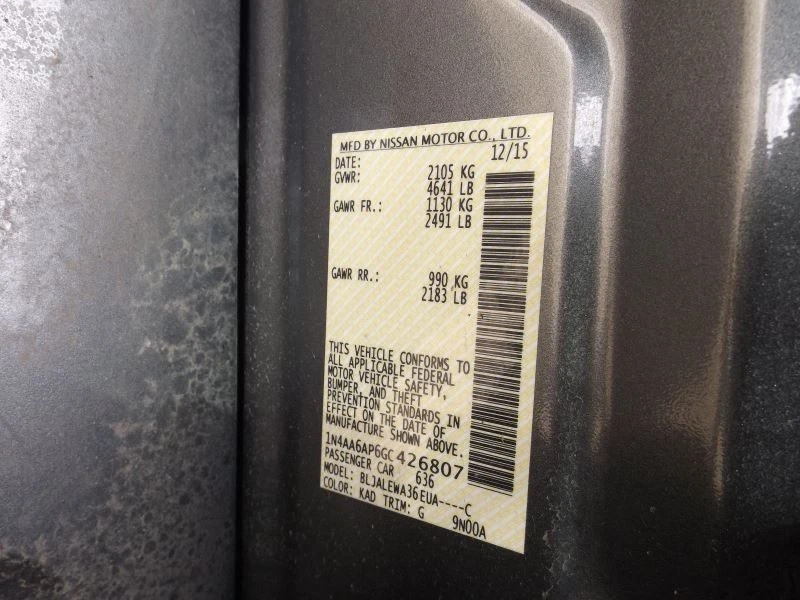 MFD BY NISSAN MOTOR CO., LTD.
DATE: 12/15
GVWR: 2105 KG
4641 LB
GAWR FR.: 1130 KG
2491 LB
GAWR RR.: 990 KG
2183 LB
THIS VEHICLE CONFORMS TO
ALL APPLICABLE FEDERAL
MOTOR VEHICLE SAFETY,
BUMPER, AND THEFT
PREVENTION STANDARDS IN
EFFECT ON THE DATE OF
MANUFACTURE SHOWN ABOVE.
1N4AA6AP6GC426807
PASSENGER CAR 636
MODEL: BLJALEWA36EUA----C
COLOR: KAD TRIM: G 9N00A